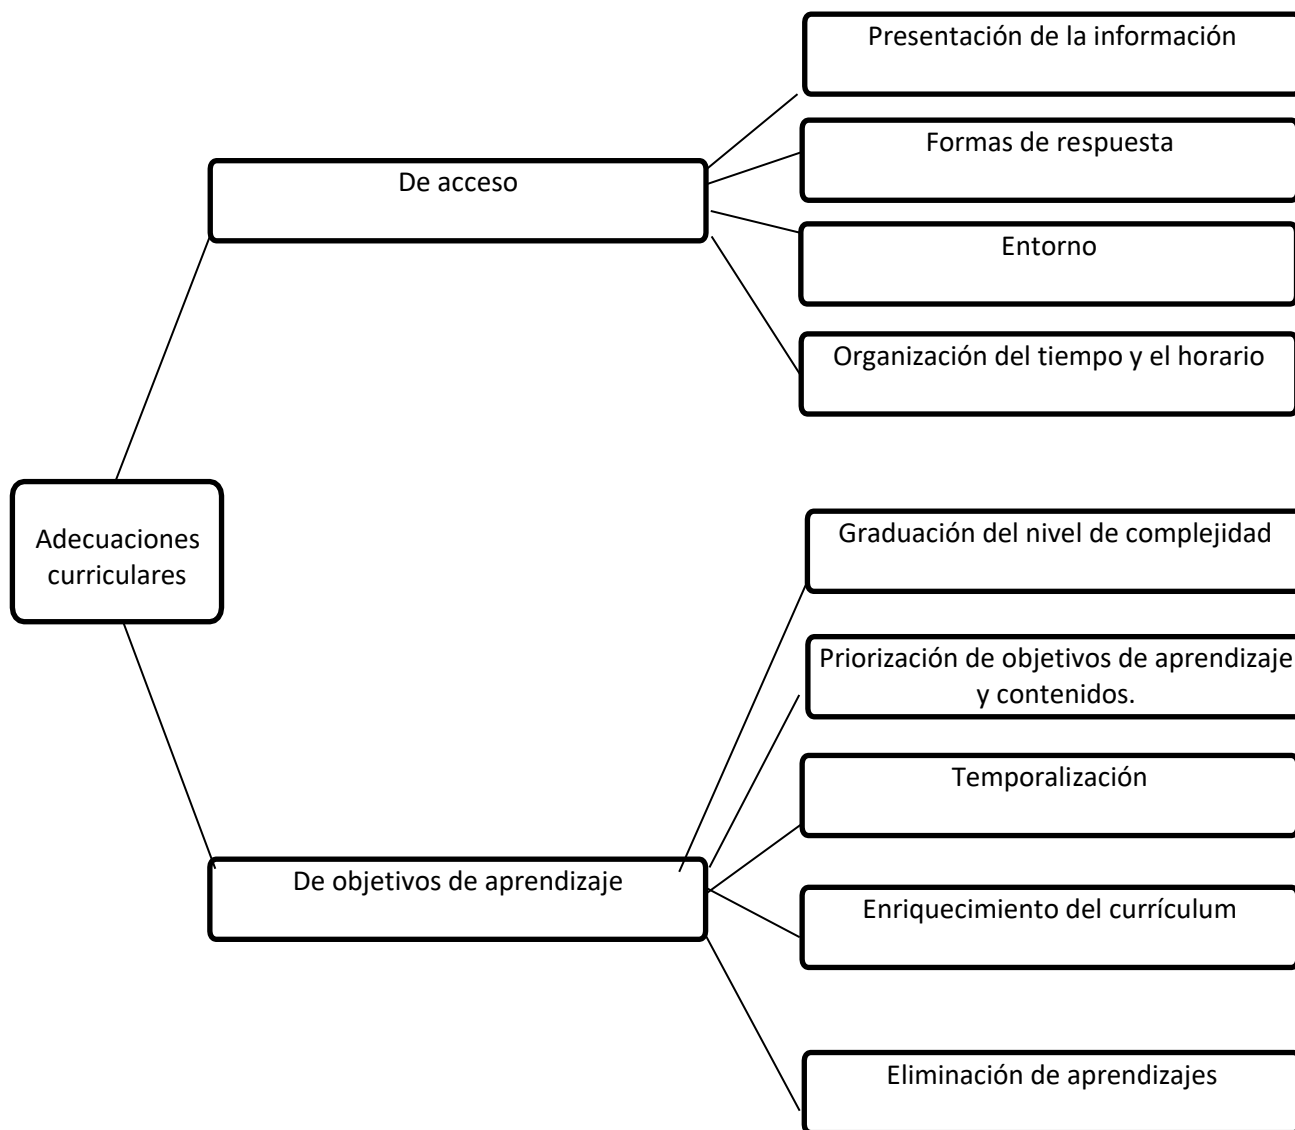 Presentación de la información
Formas de respuesta
De acceso
Entorno
Organización del tiempo y el horario
Adecuaciones
curriculares
Graduación del nivel de complejidad
Priorización de objetivos de aprendizaje
y contenidos.
Temporalización
De objetivos de aprendizaje
Enriquecimiento del currículum
Eliminación de aprendizajes